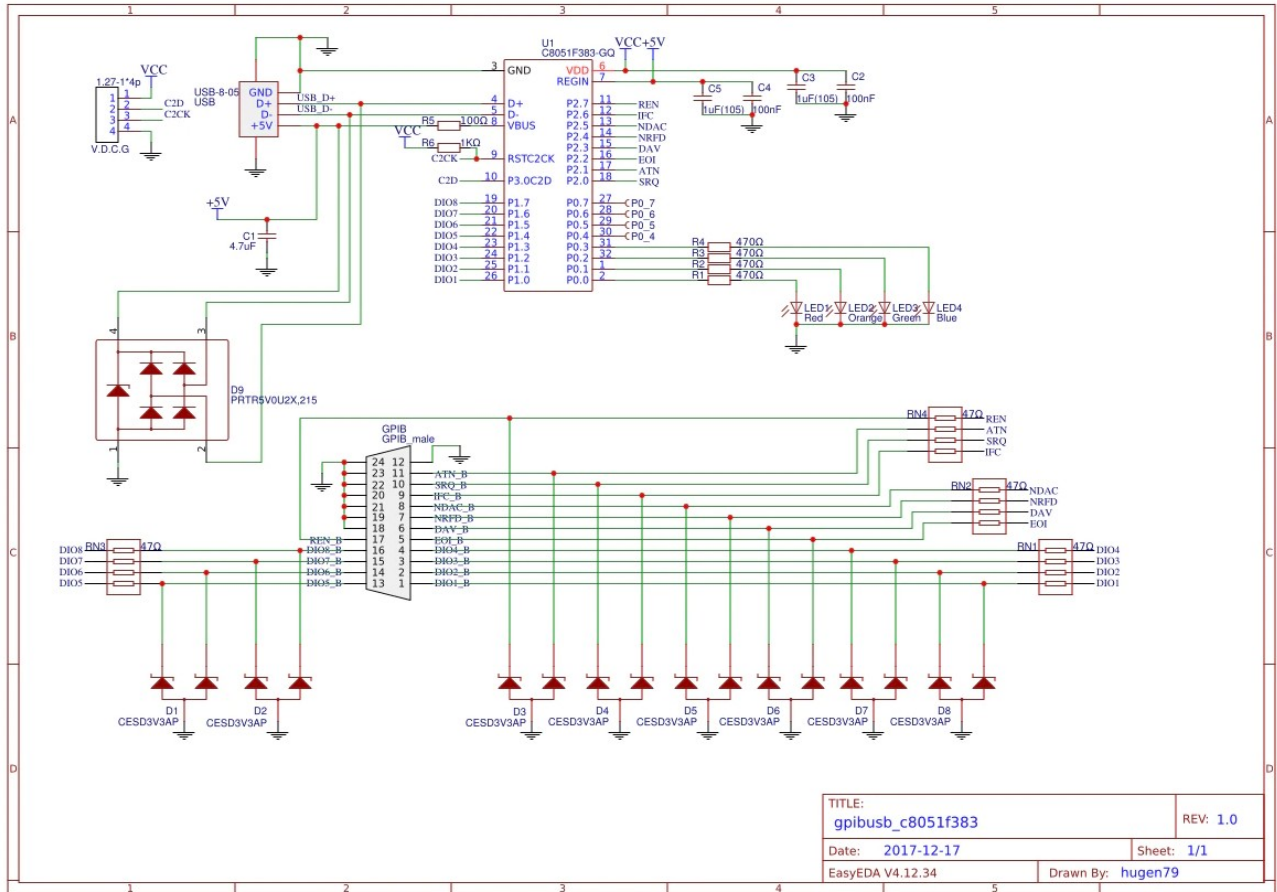 1 2 3 4 5
A
B
C
D
A
B
C
D
1 2 3 4 5
1.27-1*4p
VCC
1 1
2 2 C2D
3 3 C2CK
4 4
V.D.C.G
USB-8-05
USB
GND
D+ USB_D+
D- USB_D-
+5V
+5V
C1
4.7uF
VCC
R5 100Ω
R6 1KΩ
C2CK
C2D
U1
C8051F383-GQ
VCC +5V
3 GND
4 D+
5 D-
8 VBUS
9 RSTC2CK
10 P3.0C2D
DIO8 19 P1.7
DIO7 20 P1.6
DIO6 21 P1.5
DIO5 22 P1.4
DIO4 23 P1.3
DIO3 24 P1.2
DIO2 25 P1.1
DIO1 26 P1.0
VDD 6
REGIN 7
P2.7 11 REN
P2.6 12 IFC
P2.5 13 NDAC
P2.4 14 NRFD
P2.3 15 DAV
P2.2 16 EOI
P2.1 17 ATN
P2.0 18 SRQ
P0.7 27 P0_7
P0.6 28 P0_6
P0.5 29 P0_5
P0.4 30 P0_4
P0.3 31
P0.2 32
P0.1 1
P0.0 2
C5
1uF(105)
C4
100nF
C3
1uF(105)
C2
100nF
R4 470Ω
R3 470Ω
R2 470Ω
R1 470Ω
LED1 LED2 LED3 LED4
Red Orange Green Blue
4 3
D9
PRTR5V0U2X,215
1 2
GPIB
GPIB_male
24 12
23 11 ATN_B
22 10 SRQ_B
20 9 IFC_B
21 8 NDAC_B
19 7 NRFD_B
18 6 DAV_B
REN_B 17 5 EOI_B
DIO8_B 16 4 DIO4_B
DIO7_B 15 3 DIO3_B
DIO6_B 14 2 DIO2_B
DIO5_B 13 1 DIO1_B
RN4 47Ω
REN
ATN
SRQ
IFC
RN2 47Ω
NDAC
NRFD
DAV
EOI
RN3 47Ω
DIO8
DIO7
DIO6
DIO5
RN1 47Ω
DIO4
DIO3
DIO2
DIO1
D1
CESD3V3AP
D2
CESD3V3AP
D3
CESD3V3AP
D4
CESD3V3AP
D5
CESD3V3AP
D6
CESD3V3AP
D7
CESD3V3AP
D8
CESD3V3AP
TITLE:
gpibusb_c8051f383
REV: 1.0
Date: 2017-12-17
Sheet: 1/1
EasyEDA V4.12.34
Drawn By: hugen79